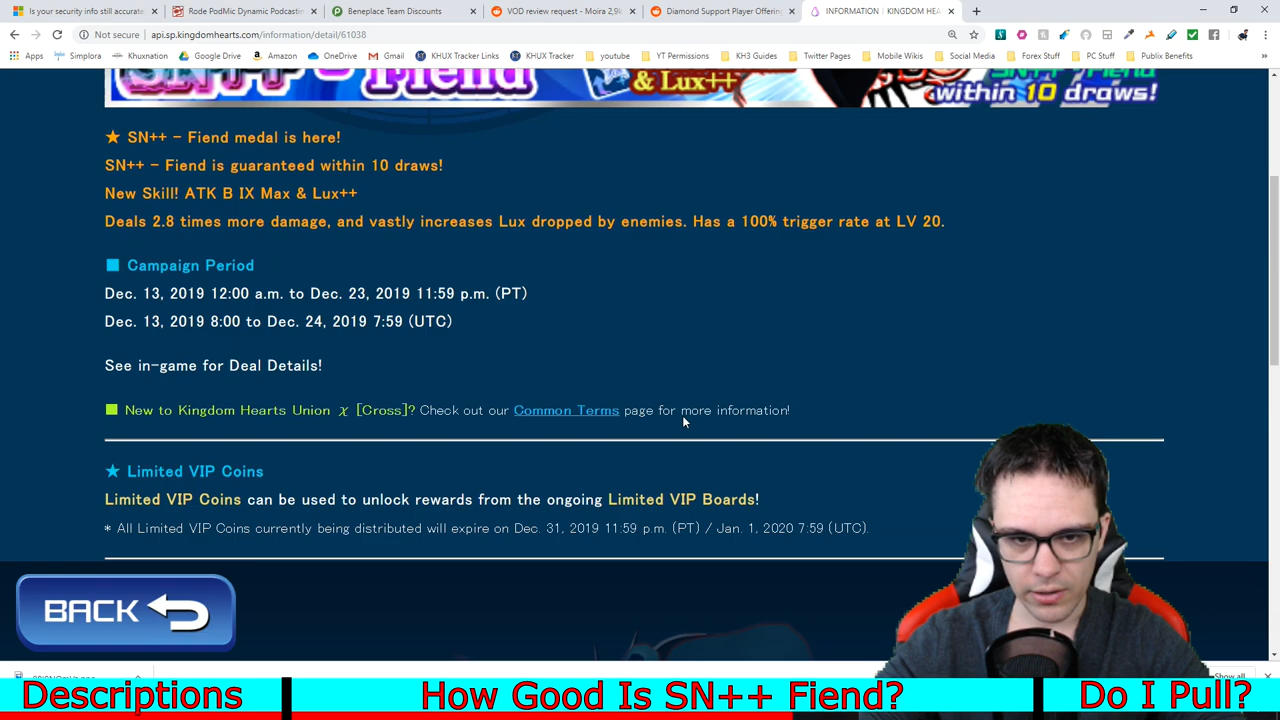 Is your security info still accurate
Rode PodMic Dynamic Podcastin
Beneplace Team Discounts
VOD review request - Moira 2,9k
Diamond Support Player Offering
INFORMATION | KINGDOM HEA
Not secure | api.sp.kingdomhearts.com/information/detail/61038
Apps Simplora Khuxnation Google Drive Amazon OneDrive Gmail KHUX Tracker Links KHUX Tracker youtube YT Permissions KH3 Guides Twitter Pages Mobile Wikis Social Media Forex Stuff PC Stuff Publix Benefits
SN++ - Fiend
& Lux++
SN++ - Fiend
within 10 draws!
★ SN++ - Fiend medal is here!
SN++ - Fiend is guaranteed within 10 draws!
New Skill! ATK B IX Max & Lux++
Deals 2.8 times more damage, and vastly increases Lux dropped by enemies. Has a 100% trigger rate at LV 20.
■ Campaign Period
Dec. 13, 2019 12:00 a.m. to Dec. 23, 2019 11:59 p.m. (PT)
Dec. 13, 2019 8:00 to Dec. 24, 2019 7:59 (UTC)
See in-game for Deal Details!
■ New to Kingdom Hearts Union χ [Cross]? Check out our Common Terms page for more information!
★ Limited VIP Coins
Limited VIP Coins can be used to unlock rewards from the ongoing Limited VIP Boards!
* All Limited VIP Coins currently being distributed will expire on Dec. 31, 2019 11:59 p.m. (PT) / Jan. 1, 2020 7:59 (UTC).
BACK
Show all
Descriptions
How Good Is SN++ Fiend?
Do I Pull?